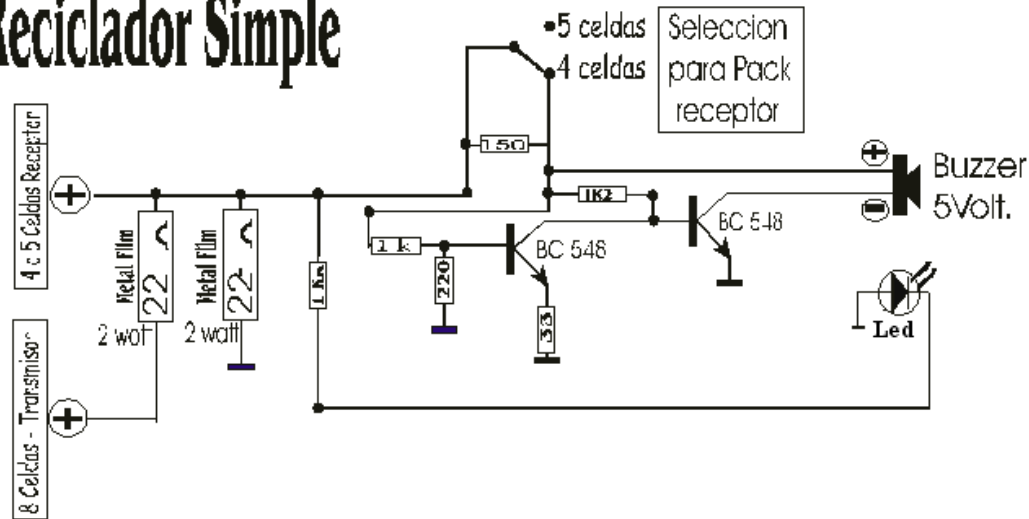 Reciclador Simple
5 celdas
4 celdas
Seleccion
para Pack
receptor
4 o 5 Celdas Receptor
+
150
1K2
+
-
Buzzer
5Volt.
BC 548
BC 548
1 k
220
33
Metal Film
22
2 watt
Metal Film
22
2 watt
Led
8 Celdas - Transmisor
+